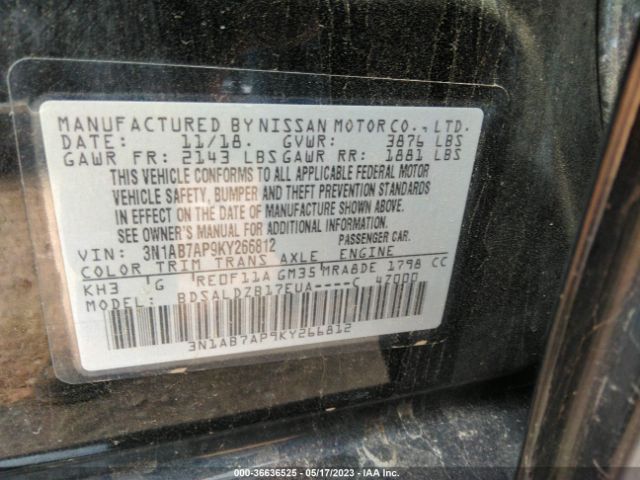 MANUFACTURED BY NISSAN MOTOR CO., LTD.
DATE: 11/18. GVWR: 3876 LBS
GAWR FR: 2143 LBS GAWR RR: 1881 LBS
THIS VEHICLE CONFORMS TO ALL APPLICABLE FEDERAL MOTOR
VEHICLE SAFETY, BUMPER AND THEFT PREVENTION STANDARDS
IN EFFECT ON THE DATE OF MANUFACTURE SHOWN ABOVE.
SEE OWNER'S MANUAL FOR ADDITIONAL INFORMATION.
VIN: 3N1AB7AP9KY266812 PASSENGER CAR.
COLOR TRIM TRANS AXLE ENGINE
KH3 G RE0F11A GM35 MRA8DE 1798 CC
MODEL: BDSALDZB17EUA----C 47000
3N1AB7AP9KY266812
000-36636525 - 05/17/2023 - IAA Inc.